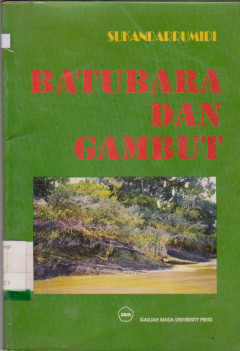 SUKANDARRUMIDI
BATUBARA
DAN
GAMBUT
GADJAH MADA UNIVERSITY PRESS